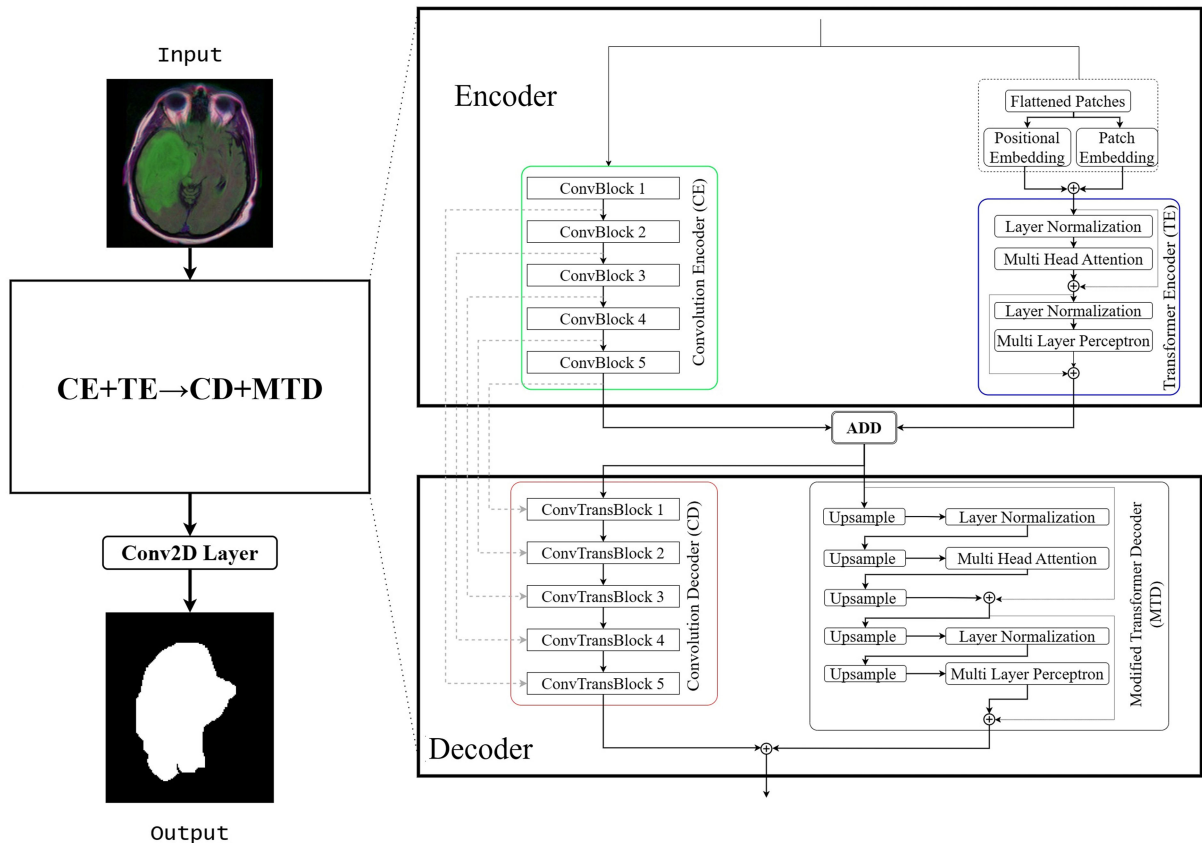 Input
CE+TE→CD+MTD
Conv2D Layer
Output
Encoder
ConvBlock 1
ConvBlock 2
ConvBlock 3
ConvBlock 4
ConvBlock 5
Convolution Encoder (CE)
Flattened Patches
Positional
Embedding
Patch
Embedding
Layer Normalization
Multi Head Attention
Layer Normalization
Multi Layer Perceptron
Transformer Encoder (TE)
ADD
ConvTransBlock 1
ConvTransBlock 2
ConvTransBlock 3
ConvTransBlock 4
ConvTransBlock 5
Convolution Decoder (CD)
Upsample
Layer Normalization
Upsample
Multi Head Attention
Upsample
Upsample
Layer Normalization
Upsample
Multi Layer Perceptron
Modified Transformer Decoder
(MTD)
Decoder